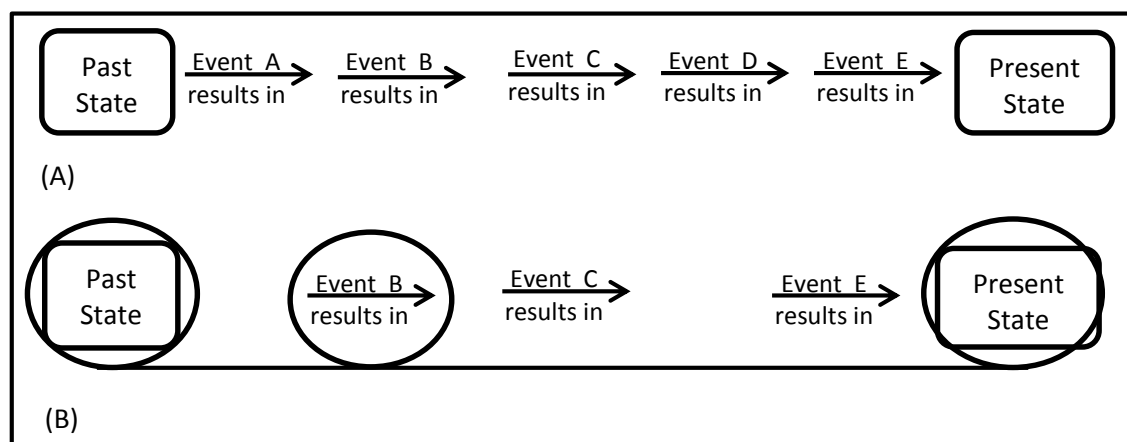 Past State
Event A results in
Event B results in
Event C results in
Event D results in
Event E results in
Present State
(A)
Past State
Event B results in
Event C results in
Event E results in
Present State
(B)